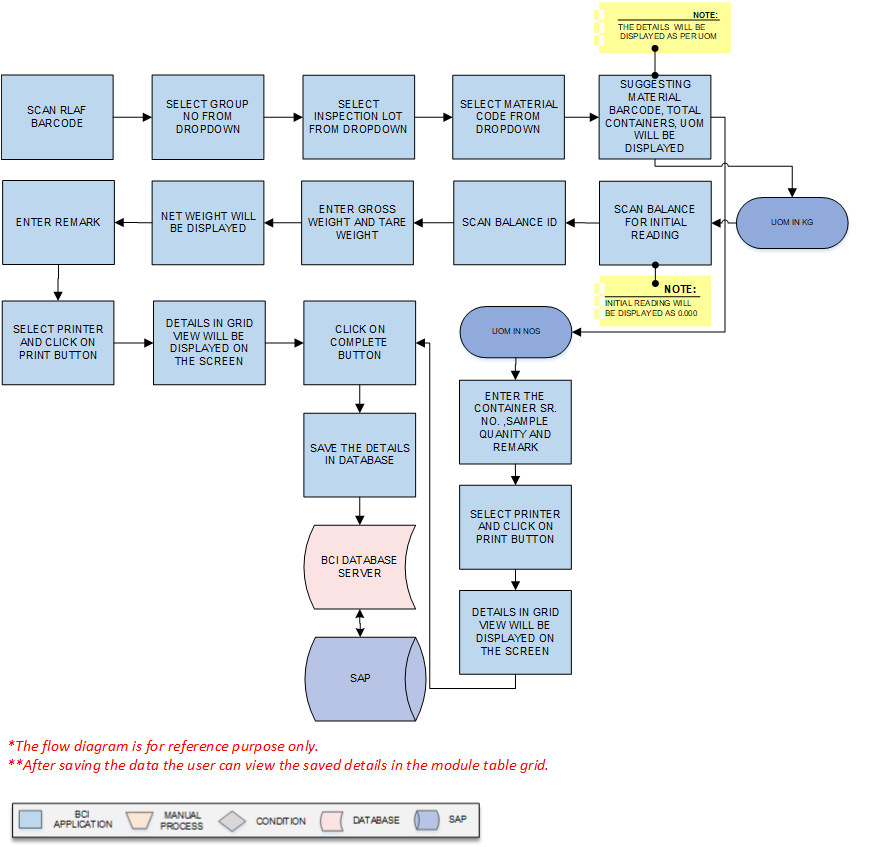 NOTE:
THE DETAILS WILL BE
DISPLAYED AS PER UOM
SCAN RLAF
BARCODE
SELECT GROUP
NO FROM
DROPDOWN
SELECT
INSPECTION LOT
FROM DROPDOWN
SELECT MATERIAL
CODE FROM
DROPDOWN
SUGGESTING
MATERIAL
BARCODE, TOTAL
CONTAINERS, UOM
WILL BE
DISPLAYED
ENTER REMARK
NET WEIGHT WILL
BE DISPLAYED
ENTER GROSS
WEIGHT AND TARE
WEIGHT
SCAN BALANCE ID
SCAN BALANCE
FOR INITIAL
READING
UOM IN KG
NOTE:
INITIAL READING WILL
BE DISPLAYED AS 0.000
SELECT PRINTER
AND CLICK ON
PRINT BUTTON
DETAILS IN GRID
VIEW WILL BE
DISPLAYED ON
THE SCREEN
CLICK ON
COMPLETE
BUTTON
UOM IN NOS
ENTER THE
CONTAINER SR.
NO. ,SAMPLE
QUANITY AND
REMARK
SAVE THE DETAILS
IN DATABASE
SELECT PRINTER
AND CLICK ON
PRINT BUTTON
BCI DATABASE
SERVER
DETAILS IN GRID
VIEW WILL BE
DISPLAYED ON
THE SCREEN
SAP
*The flow diagram is for reference purpose only.
**After saving the data the user can view the saved details in the module table grid.
BCI
APPLICATION
MANUAL
PROCESS
CONDITION
DATABASE
SAP